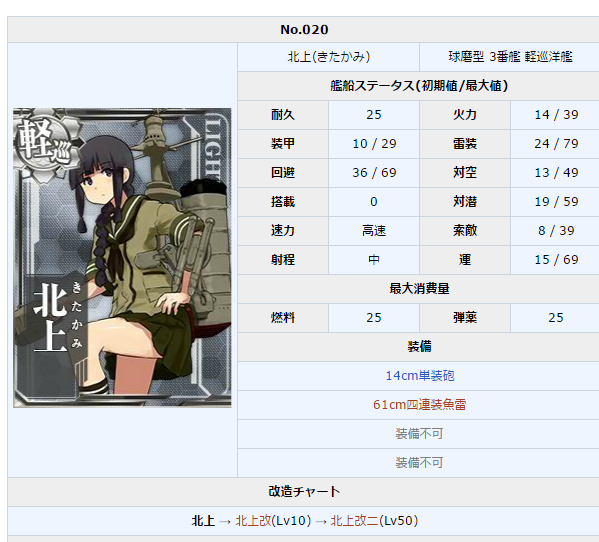 No.020
北上(きたかみ)
球磨型 3番艦 軽巡洋艦
艦船ステータス(初期値/最大値)
耐久 25 火力 14 / 39
装甲 10 / 29 雷装 24 / 79
回避 36 / 69 対空 13 / 49
搭載 0 対潜 19 / 59
速力 高速 索敵 8 / 39
射程 中 運 15 / 69
最大消費量
燃料 25 弾薬 25
装備
14cm単装砲
61cm四連装魚雷
装備不可
装備不可
改造チャート
北上 → 北上改(Lv10) → 北上改二(Lv50)
軽巡
LIGHT
北上
きたかみ